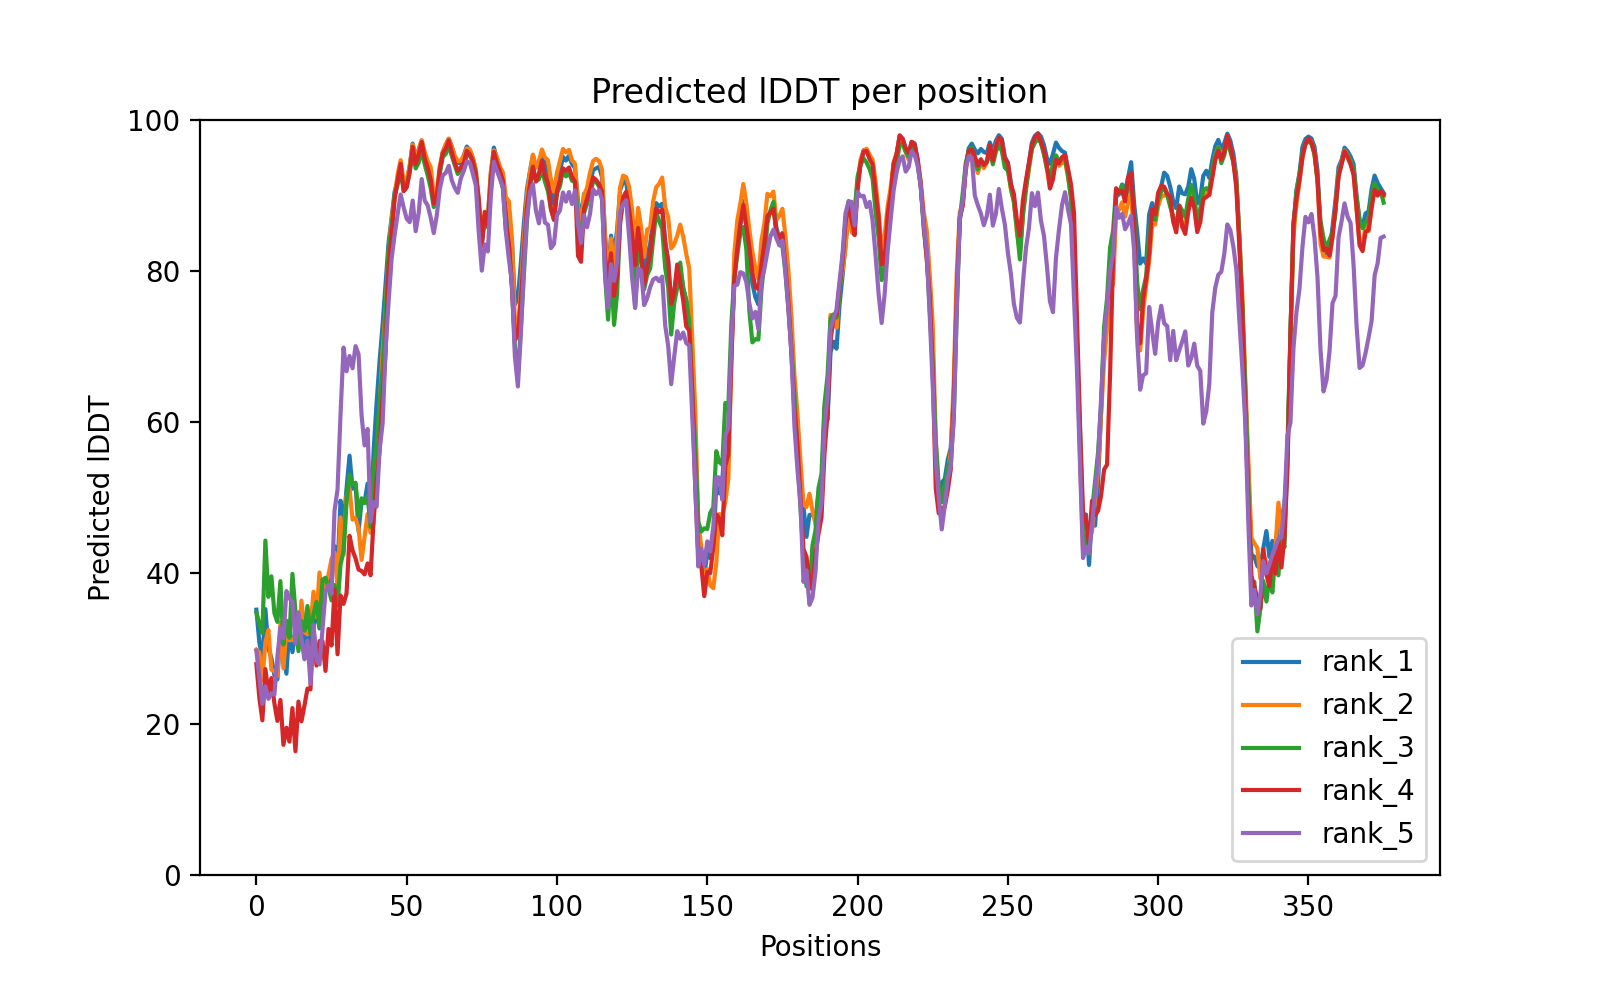 Predicted lDDT per position
100
80
60
40
20
0
Predicted lDDT
0 50 100 150 200 250 300 350
Positions
rank_1
rank_2
rank_3
rank_4
rank_5